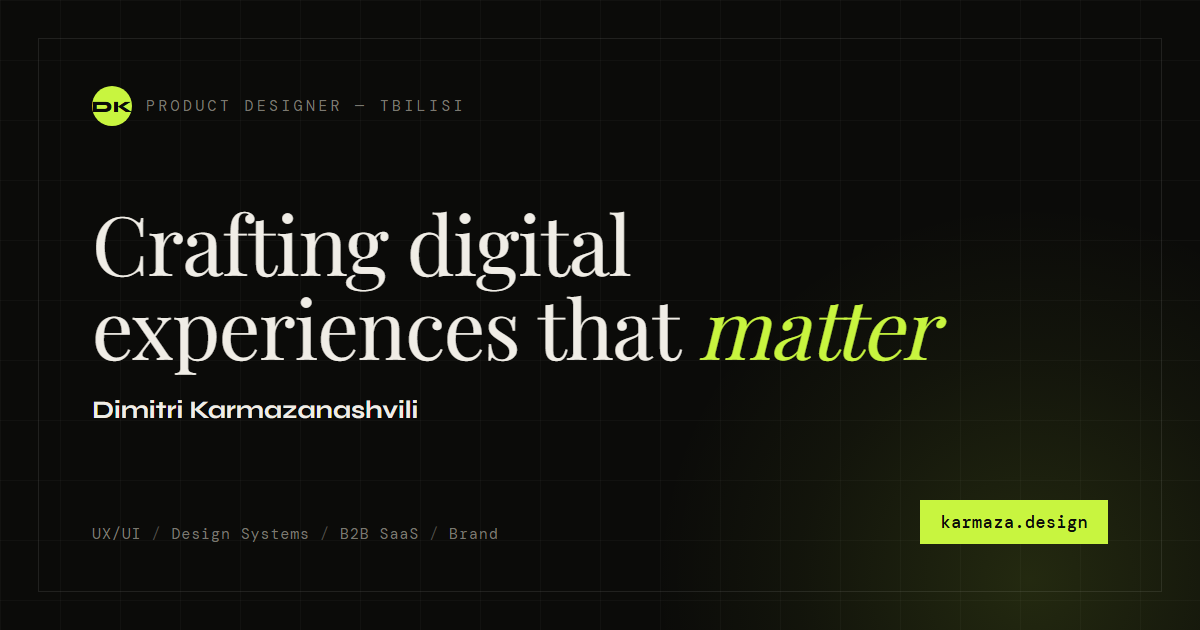 DK
PRODUCT DESIGNER — TBILISI
Crafting digital
experiences that matter
Dimitri Karmazanashvili
UX/UI / Design Systems / B2B SaaS / Brand
karmaza.design